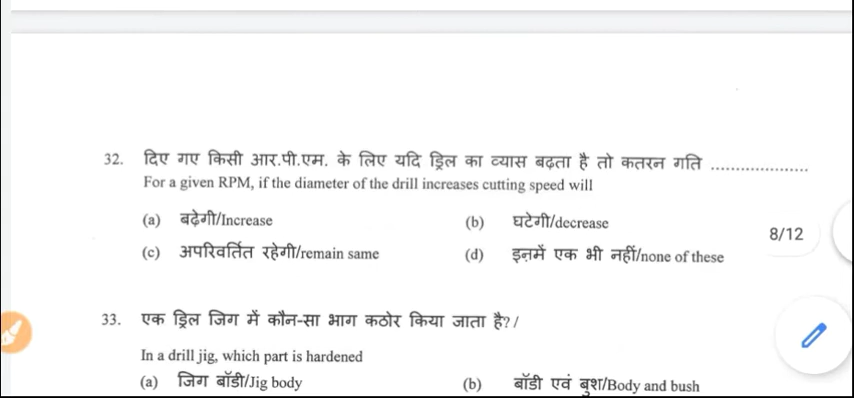 32. दिए गए किसी आर.पी.एम. के लिए यदि ड्रिल का व्यास बढ़ता है तो कतरन गति ....................
For a given RPM, if the diameter of the drill increases cutting speed will
(a) बढ़ेगी/Increase (b) घटेगी/decrease
8/12
(c) अपरिवर्तित रहेगी/remain same (d) इऩमें एक भी नहीं/none of these
33. एक ड्रिल जिग में कौन-सा भाग कठोर किया जाता है? /
In a drill jig, which part is hardened
(a) जिग बॉडी/Jig body (b) बॉडी एवं बुश/Body and bush